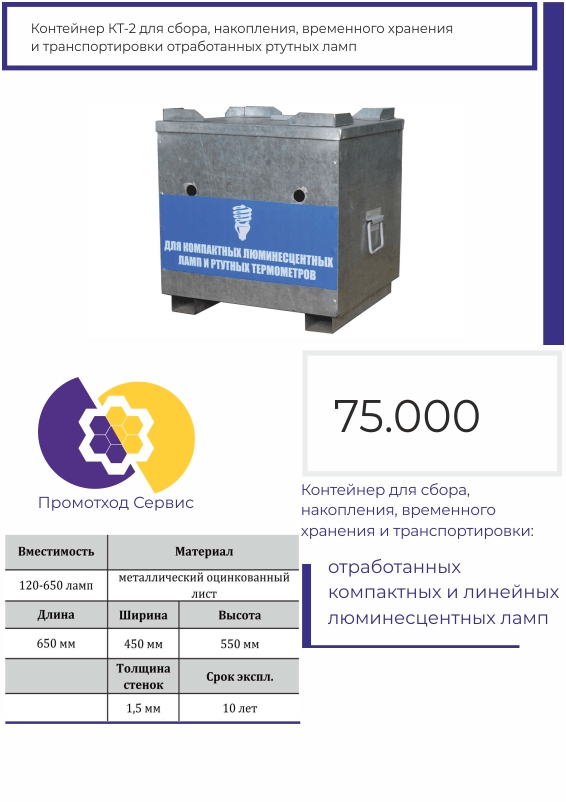 Контейнер КТ-2 для сбора, накопления, временного хранения
и транспортировки отработанных ртутных ламп
ДЛЯ КОМПАКТНЫХ ЛЮМИНЕСЦЕНТНЫХ
ЛАМП И РТУТНЫХ ТЕРМОМЕТРОВ
75.000
Промотход Сервис
Контейнер для сбора,
накопления, временного
хранения и транспортировки:
отработанных
компактных и линейных
люминесцентных ламп
Вместимость Материал
120-650 ламп металлический оцинкованный
лист
Длина Ширина Высота
650 мм 450 мм 550 мм
Толщина
стенок Срок экспл.
1,5 мм 10 лет